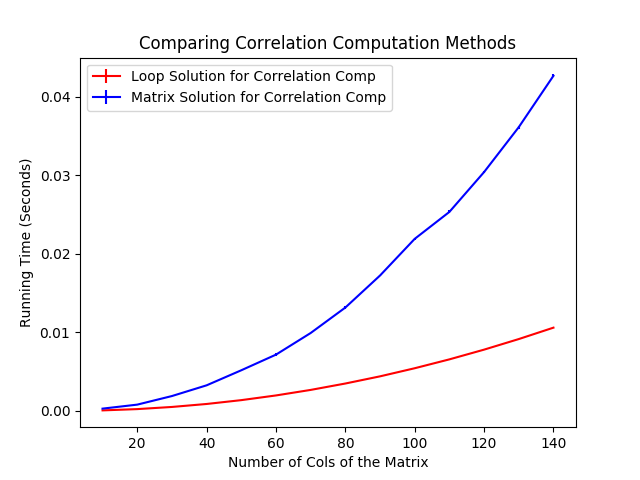 Comparing Correlation Computation Methods
Loop Solution for Correlation Comp
Matrix Solution for Correlation Comp
Running Time (Seconds)
0.04
0.03
0.02
0.01
0.00
20 40 60 80 100 120 140
Number of Cols of the Matrix